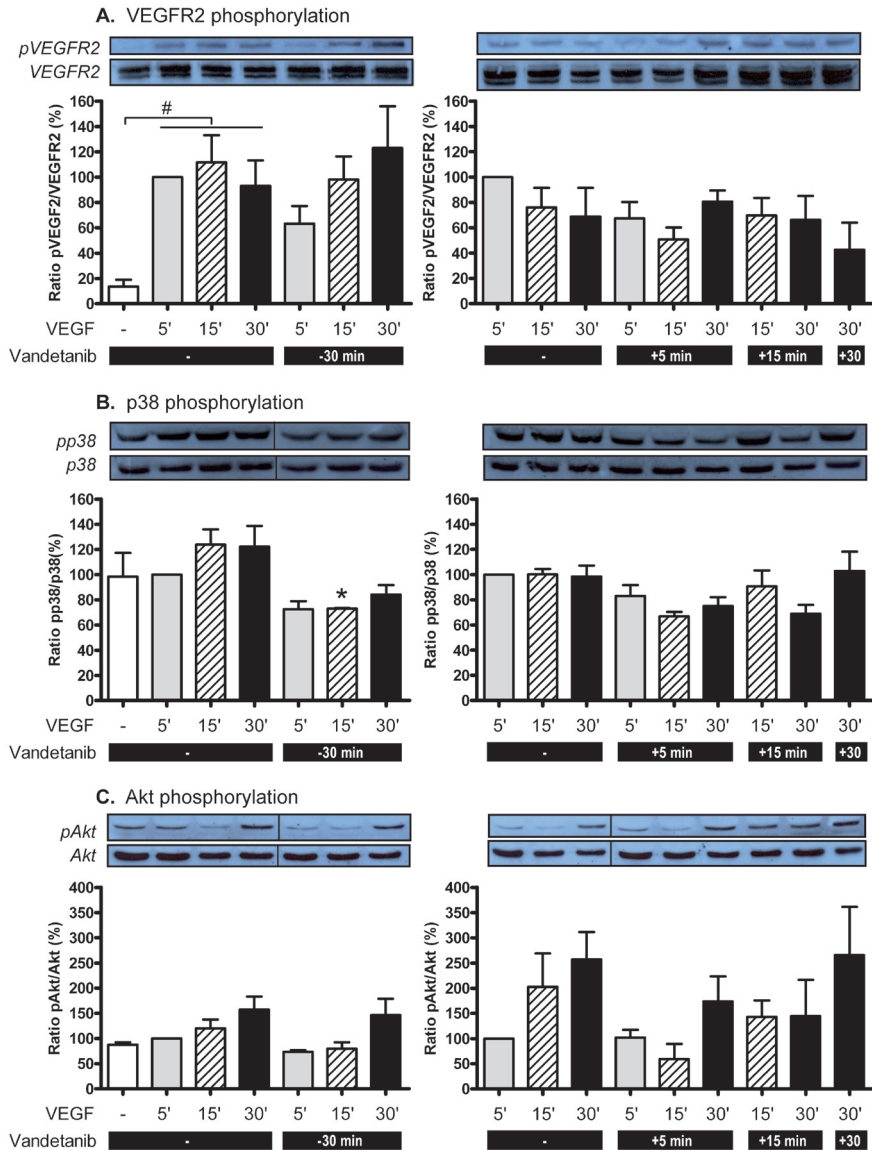 A. VEGFR2 phosphorylation
pVEGFR2
VEGFR2
Ratio pVEGF2/VEGFR2 (%)
160
140
120
100
80
60
40
20
0
#
VEGF - 5' 15' 30' 5' 15' 30'
Vandetanib - -30 min
Ratio pVEGF2/VEGFR2 (%)
160
140
120
100
80
60
40
20
0
5' 15' 30' 5' 15' 30' 15' 30' 30'
- +5 min +15 min +30
B. p38 phosphorylation
pp38
p38
Ratio pp38/p38(%)
160
140
120
100
80
60
40
20
0
*
VEGF - 5' 15' 30' 5' 15' 30'
Vandetanib - -30 min
Ratio pp38/p38 (%)
160
140
120
100
80
60
40
20
0
5' 15' 30' 5' 15' 30' 15' 30' 30'
- +5 min +15 min +30
C. Akt phosphorylation
pAkt
Akt
Ratio pAkt/Akt (%)
400
350
300
250
200
150
100
50
0
VEGF - 5' 15' 30' 5' 15' 30'
Vandetanib - -30 min
Ratio pAkt/Akt (%)
400
350
300
250
200
150
100
50
0
5' 15' 30' 5' 15' 30' 15' 30' 30'
- +5 min +15 min +30